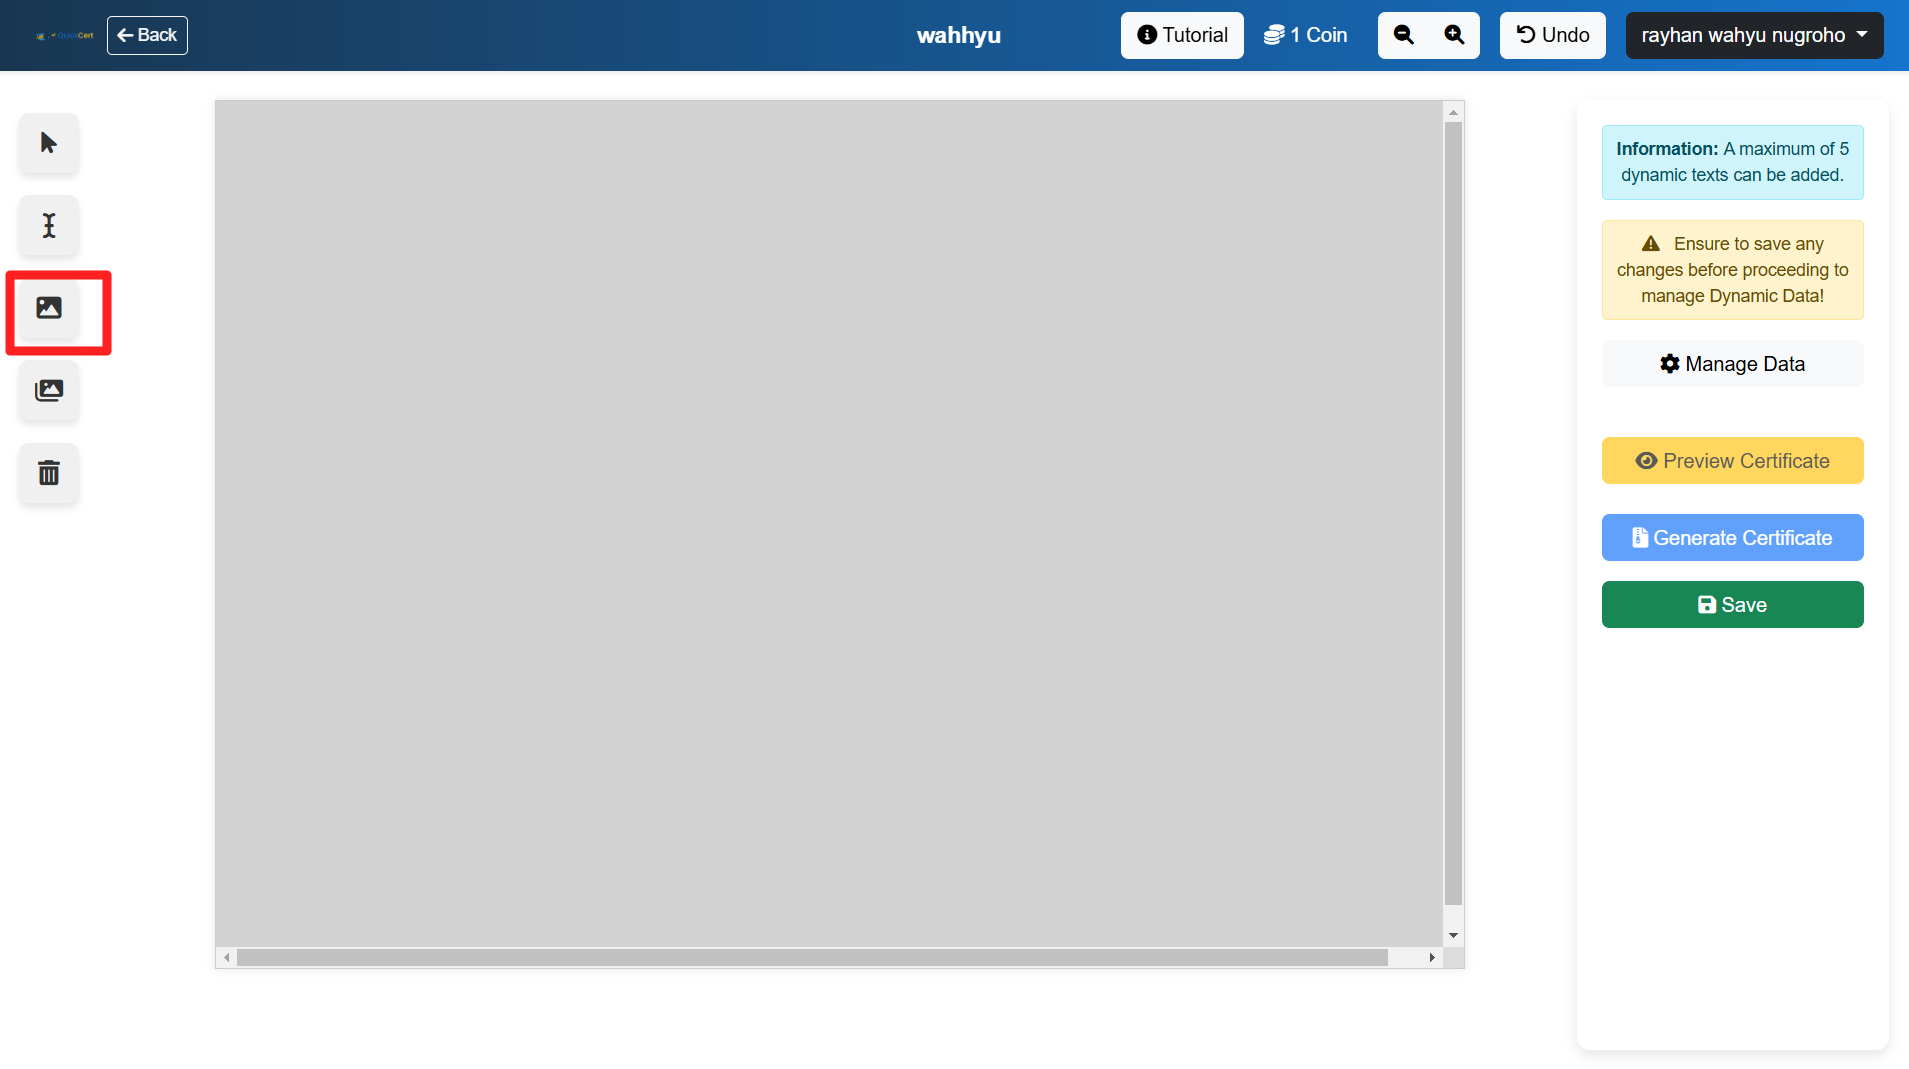 QuickCert
Back
wahhyu
Tutorial
1 Coin
Undo
rayhan wahyu nugroho
Information: A maximum of 5
dynamic texts can be added.
Ensure to save any
changes before proceeding to
manage Dynamic Data!
Manage Data
Preview Certificate
Generate Certificate
Save